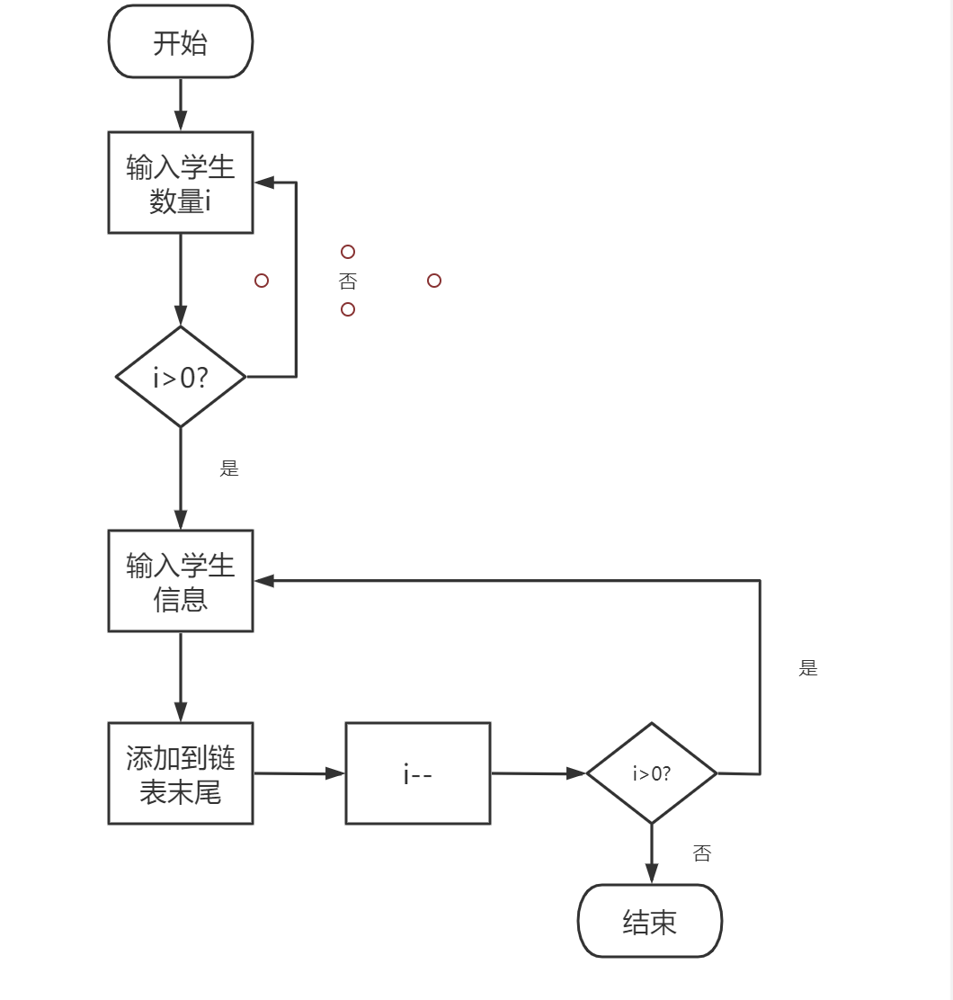 开始
输入学生
数量i
否
i>0?
是
输入学生
信息
是
添加到链
表末尾
i--
i>0?
否
结束